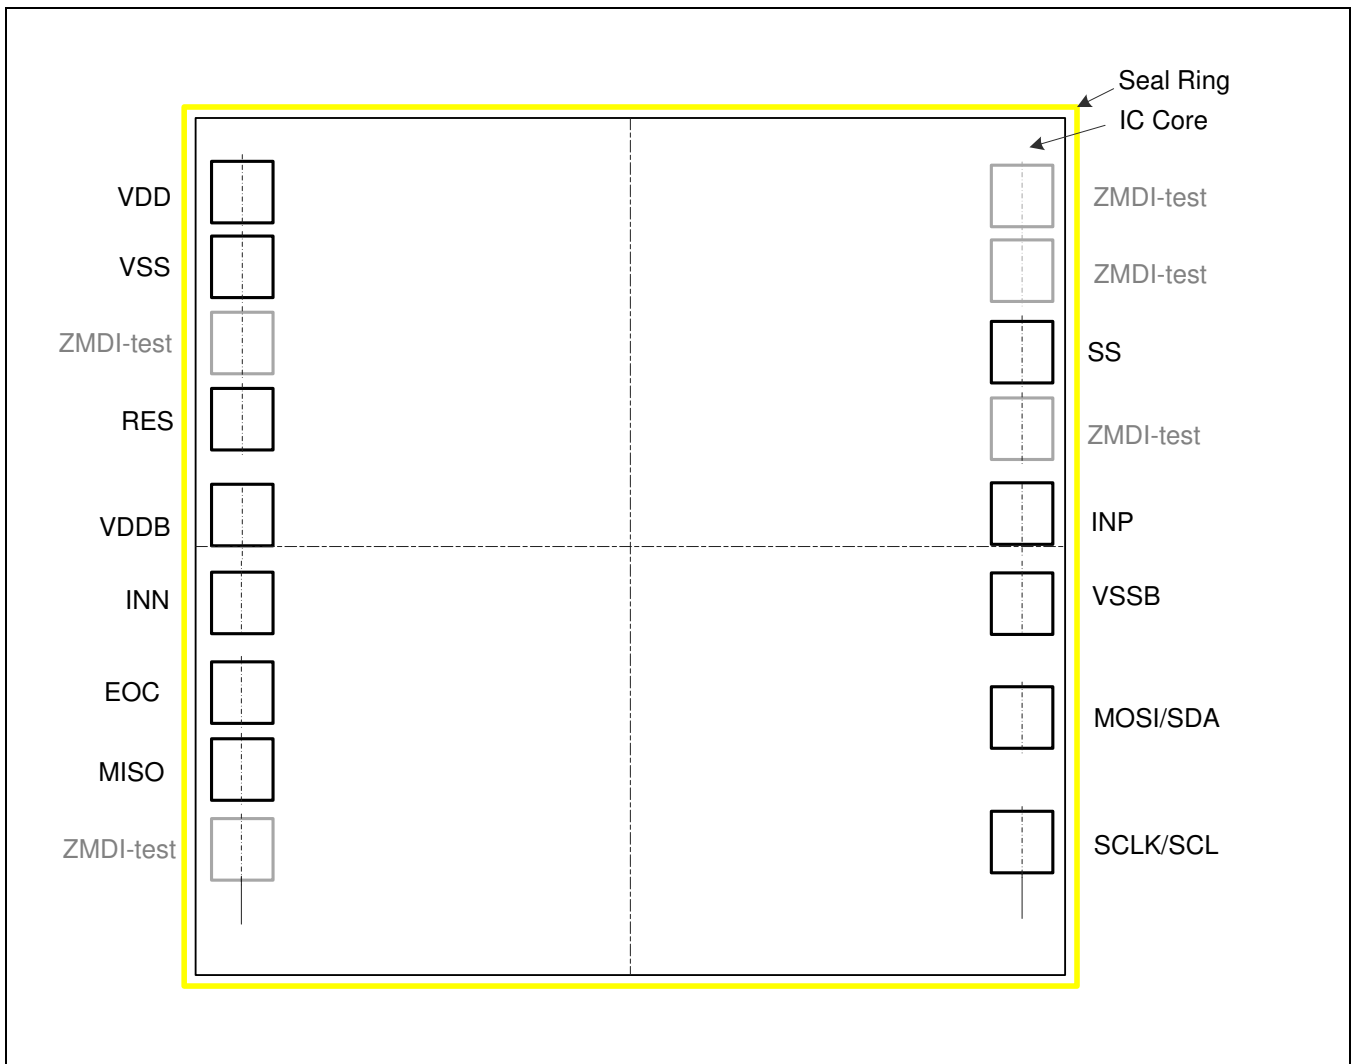 Seal Ring
IC Core
VDD
VSS
ZMDI-test
RES
VDDB
INN
EOC
MISO
ZMDI-test
ZMDI-test
ZMDI-test
SS
ZMDI-test
INP
VSSB
MOSI/SDA
SCLK/SCL